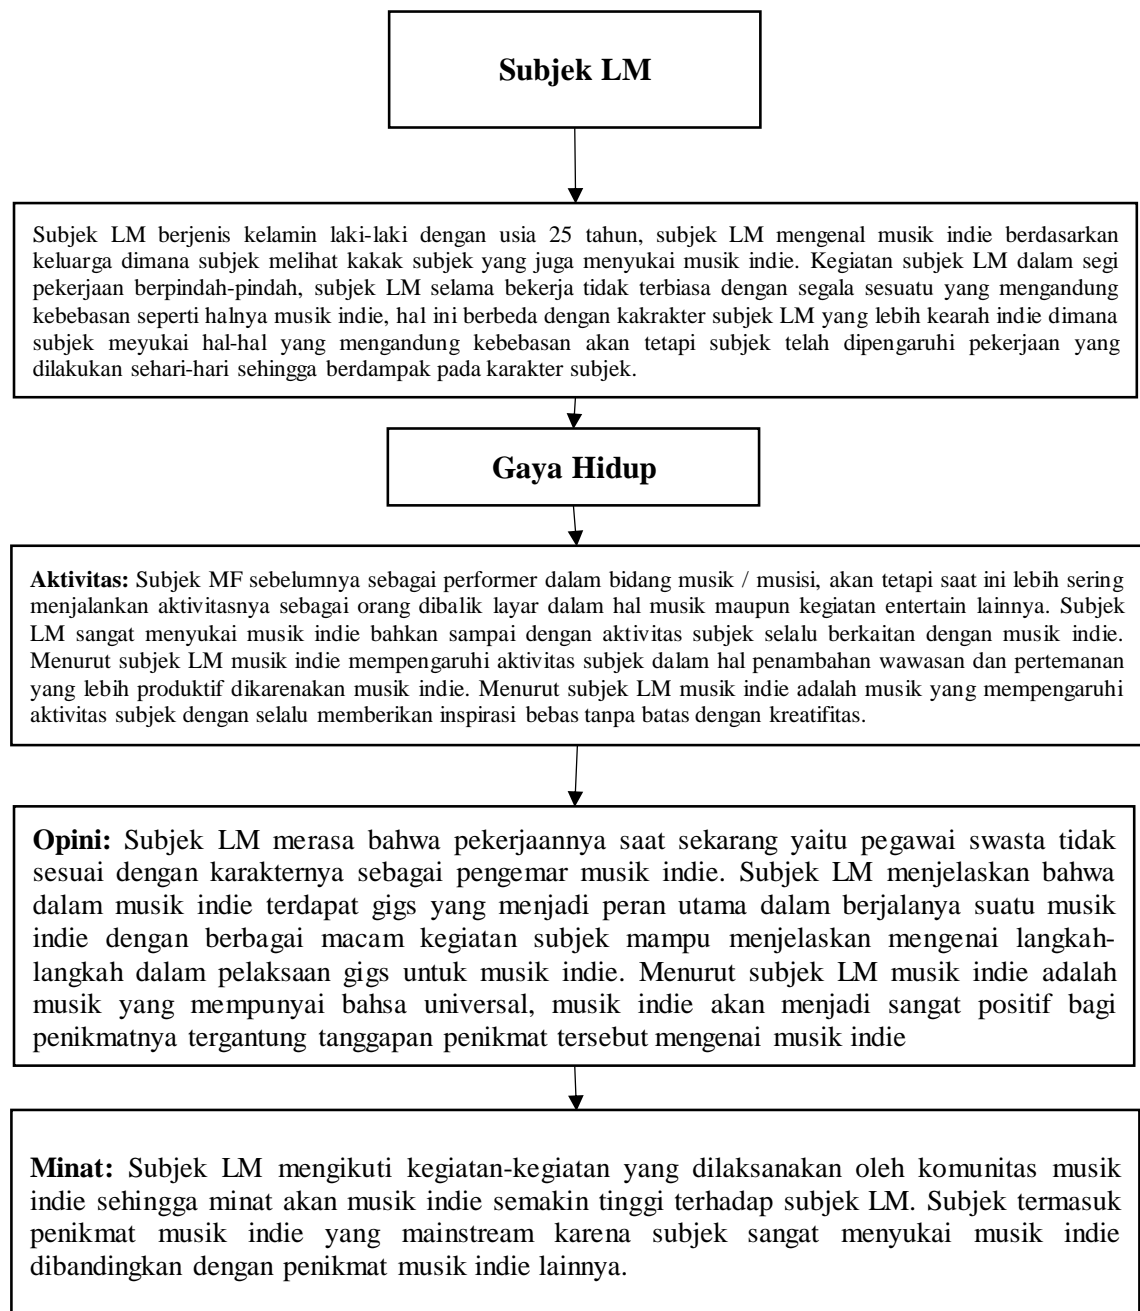 Subjek LM
Subjek LM berjenis kelamin laki-laki dengan usia 25 tahun, subjek LM mengenal musik indie berdasarkan
keluarga dimana subjek melihat kakak subjek yang juga menyukai musik indie. Kegiatan subjek LM dalam segi
pekerjaan berpindah-pindah, subjek LM selama bekerja tidak terbiasa dengan segala sesuatu yang mengandung
kebebasan seperti halnya musik indie, hal ini berbeda dengan kakrakter subjek LM yang lebih kearah indie dimana
subjek meyukai hal-hal yang mengandung kebebasan akan tetapi subjek telah dipengaruhi pekerjaan yang
dilakukan sehari-hari sehingga berdampak pada karakter subjek.
Gaya Hidup
Aktivitas: Subjek MF sebelumnya sebagai performer dalam bidang musik / musisi, akan tetapi saat ini lebih sering
menjalankan aktivitasnya sebagai orang dibalik layar dalam hal musik maupun kegiatan entertain lainnya. Subjek
LM sangat menyukai musik indie bahkan sampai dengan aktivitas subjek selalu berkaitan dengan musik indie.
Menurut subjek LM musik indie mempengaruhi aktivitas subjek dalam hal penambahan wawasan dan pertemanan
yang lebih produktif dikarenakan musik indie. Menurut subjek LM musik indie adalah musik yang mempengaruhi
aktivitas subjek dengan selalu memberikan inspirasi bebas tanpa batas dengan kreatifitas.
Opini: Subjek LM merasa bahwa pekerjaannya saat sekarang yaitu pegawai swasta tidak
sesuai dengan karakternya sebagai pengemar musik indie. Subjek LM menjelaskan bahwa
dalam musik indie terdapat gigs yang menjadi peran utama dalam berjalanya suatu musik
indie dengan berbagai macam kegiatan subjek mampu menjelaskan mengenai langkah-
langkah dalam pelaksaan gigs untuk musik indie. Menurut subjek LM musik indie adalah
musik yang mempunyai bahsa universal, musik indie akan menjadi sangat positif bagi
penikmatnya tergantung tanggapan penikmat tersebut mengenai musik indie
Minat: Subjek LM mengikuti kegiatan-kegiatan yang dilaksanakan oleh komunitas musik
indie sehingga minat akan musik indie semakin tinggi terhadap subjek LM. Subjek termasuk
penikmat musik indie yang mainstream karena subjek sangat menyukai musik indie
dibandingkan dengan penikmat musik indie lainnya.